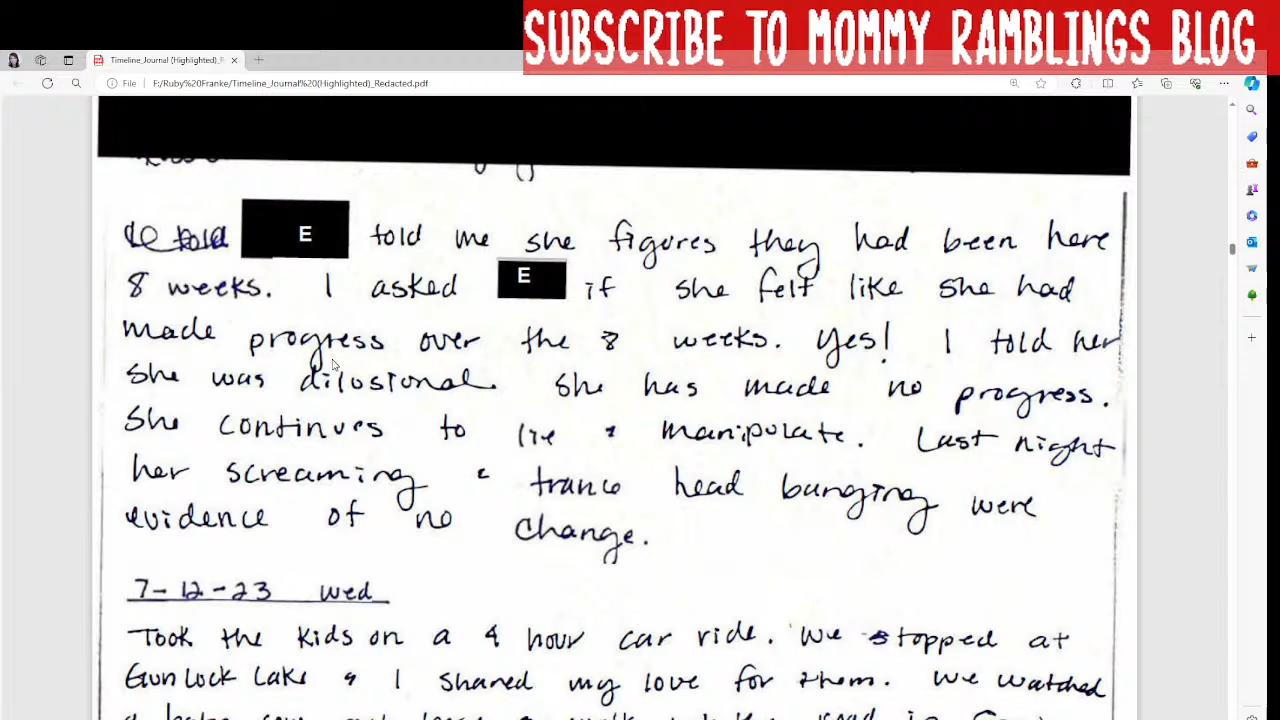 SUBSCRIBE TO MOMMY RAMBLINGS BLOG
Timeline_Journal (Highlighted)_R
File F:/Ruby%20Franke/Timeline_Journal%20(Highlighted)_Redacted.pdf
told E told me she figures they had been here
8 weeks. I asked E if she felt like she had
made progress over the 8 weeks. Yes! I told her
she was dilusional. She has made no progress.
She continues to lie & manipulate. Last night
her screaming & trance head banging were
evidence of no change.
7-12-23 Wed
Took the kids on a 4 hour car ride. We stopped at
Gunlock Lake & I shared my love for them. We watched